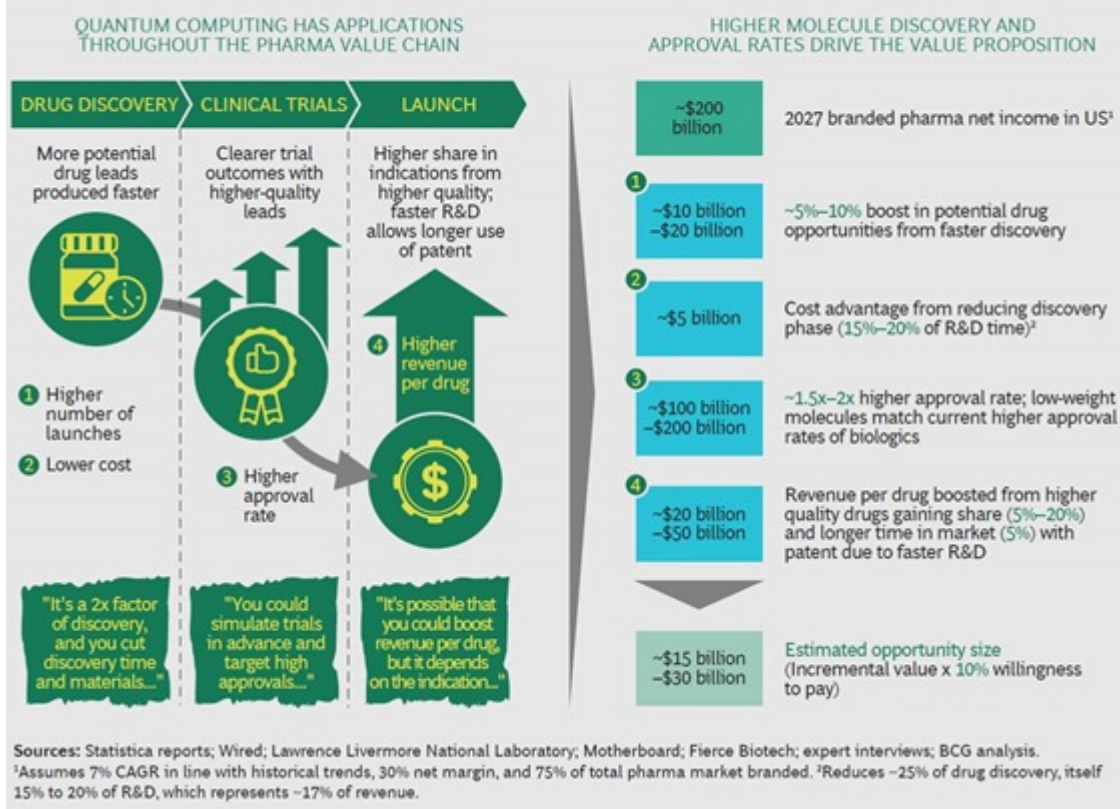 QUANTUM COMPUTING HAS APPLICATIONS
THROUGHOUT THE PHARMA VALUE CHAIN
DRUG DISCOVERY
CLINICAL TRIALS
LAUNCH
More potential
drug leads
produced faster
Clearer trial
outcomes with
higher-quality
leads
Higher share in
indications from
higher quality;
faster R&D
allows longer use
of patent
1 Higher
number of
launches
2 Lower cost
3 Higher
approval
rate
4 Higher
revenue
per drug
$
"It's a 2x factor
of discovery,
and you cut
discovery time
and materials..."
"You could
simulate trials
in advance and
target high
approvals..."
"It's possible that
you could boost
revenue per drug,
but it depends
on the indication..."
HIGHER MOLECULE DISCOVERY AND
APPROVAL RATES DRIVE THE VALUE PROPOSITION
~$200
billion
2027 branded pharma net income in US¹
1
~$10 billion
–$20 billion
~5%–10% boost in potential drug
opportunities from faster discovery
2
~$5 billion
Cost advantage from reducing discovery
phase (15%–20% of R&D time)²
3
~$100 billion
–$200 billion
~1.5x–2x higher approval rate; low-weight
molecules match current higher approval
rates of biologics
4
~$20 billion
–$50 billion
Revenue per drug boosted from higher
quality drugs gaining share (5%–20%)
and longer time in market (5%) with
patent due to faster R&D
~$15 billion
–$30 billion
Estimated opportunity size
(Incremental value x 10% willingness
to pay)
Sources: Statistica reports; Wired; Lawrence Livermore National Laboratory; Motherboard; Fierce Biotech; expert interviews; BCG analysis.
¹Assumes 7% CAGR in line with historical trends, 30% net margin, and 75% of total pharma market branded. ²Reduces ~25% of drug discovery, itself
15% to 20% of R&D, which represents ~17% of revenue.